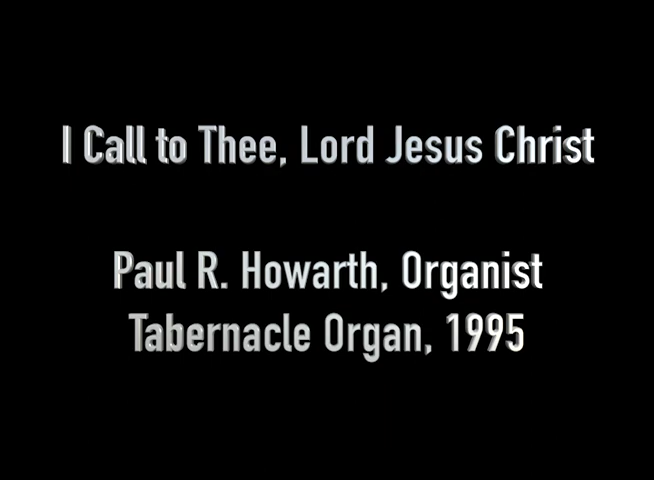 I Call to Thee, Lord Jesus Christ
Paul R. Howarth, Organist
Tabernacle Organ, 1995